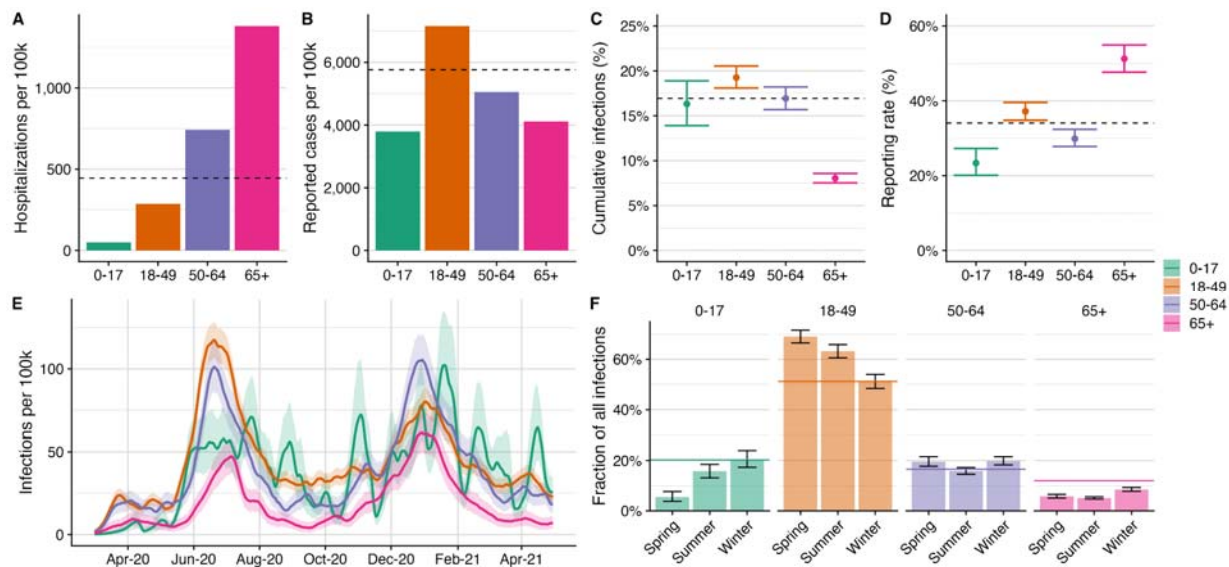 A
Hospitalizations per 100k
1,000
500
0
0-17 18-49 50-64 65+
B
Reported cases per 100k
6,000
4,000
2,000
0
0-17 18-49 50-64 65+
C
Cumulative infections (%)
25%
20%
15%
10%
5%
0%
0-17 18-49 50-64 65+
D
Reporting rate (%)
60%
40%
20%
0%
0-17 18-49 50-64 65+
0-17
18-49
50-64
65+
E
Infections per 100k
100
50
0
Apr-20 Jun-20 Aug-20 Oct-20 Dec-20 Feb-21 Apr-21
F
0-17 18-49 50-64 65+
Fraction of all infections
60%
40%
20%
0%
Spring Summer Winter Spring Summer Winter Spring Summer Winter Spring Summer Winter